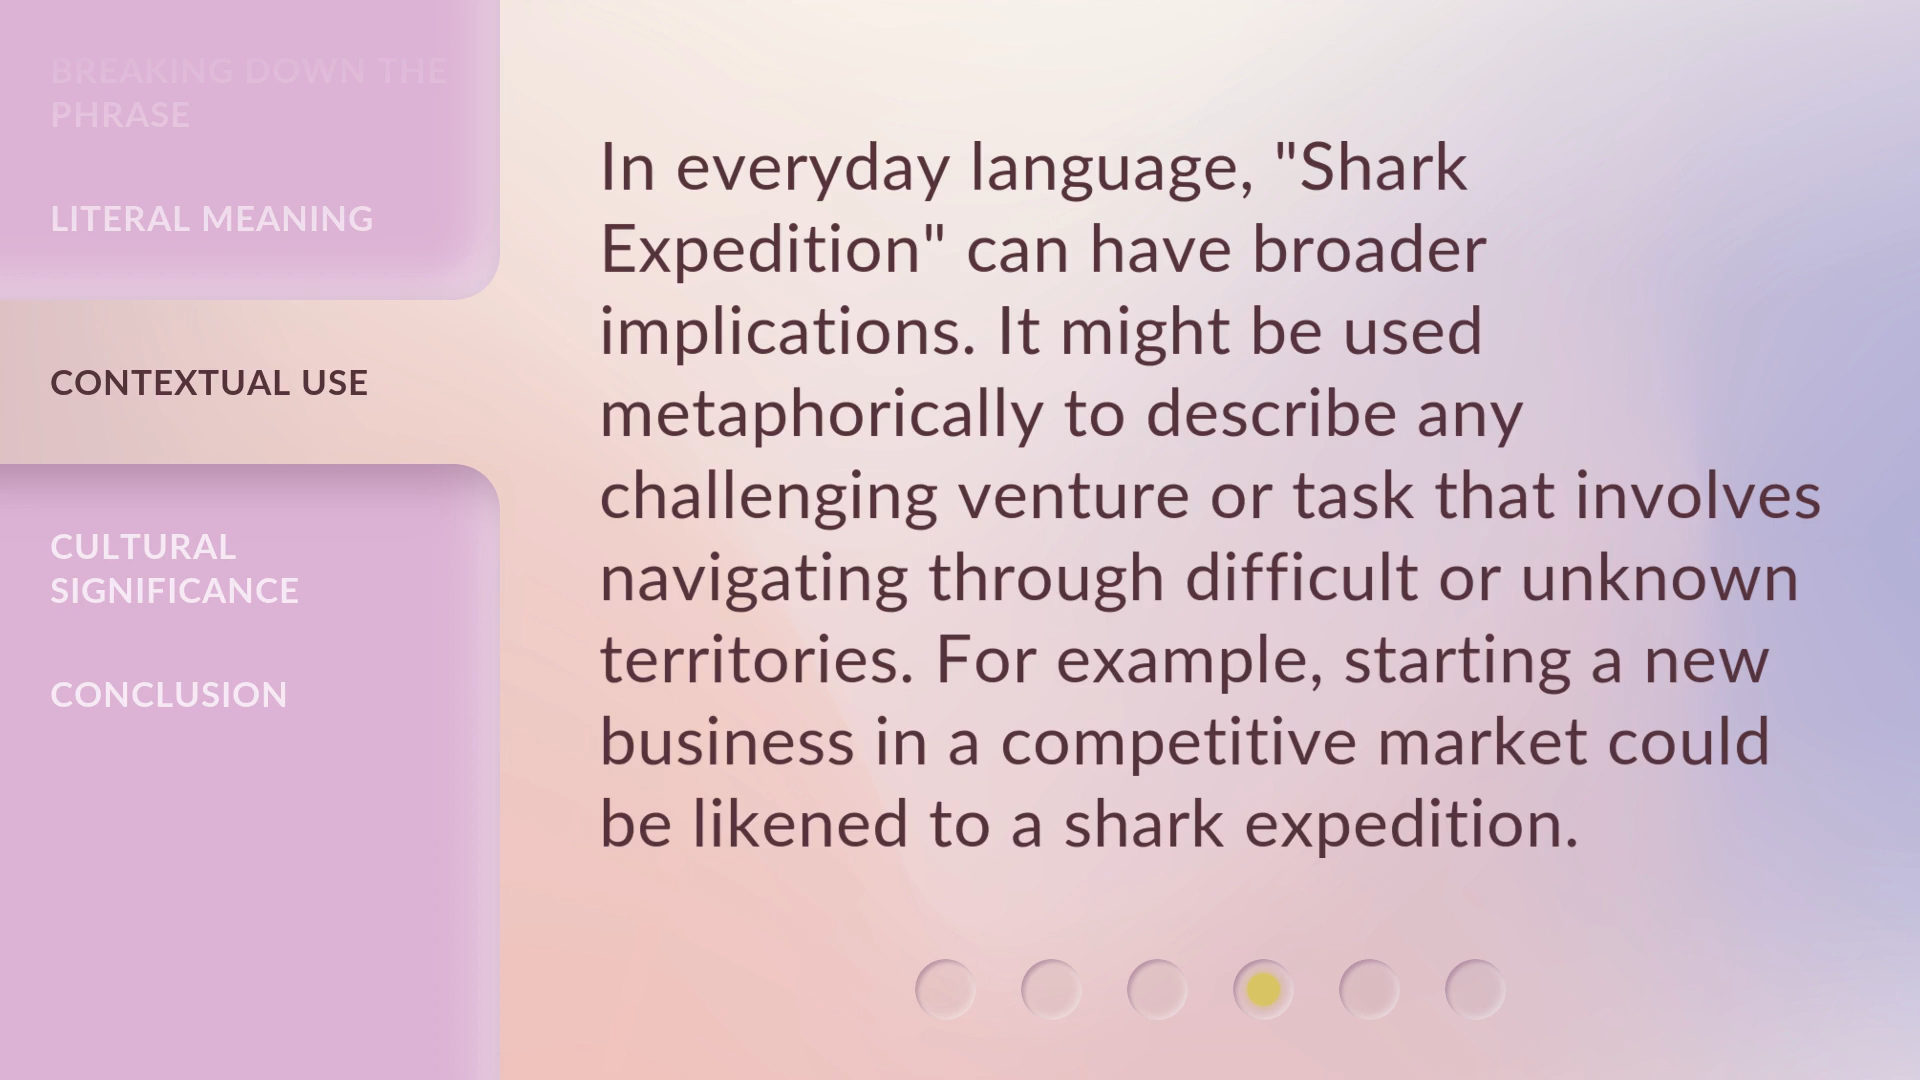 BREAKING DOWN THE
PHRASE
LITERAL MEANING
CONTEXTUAL USE
CULTURAL
SIGNIFICANCE
CONCLUSION
In everyday language, "Shark
Expedition" can have broader
implications. It might be used
metaphorically to describe any
challenging venture or task that involves
navigating through difficult or unknown
territories. For example, starting a new
business in a competitive market could
be likened to a shark expedition.